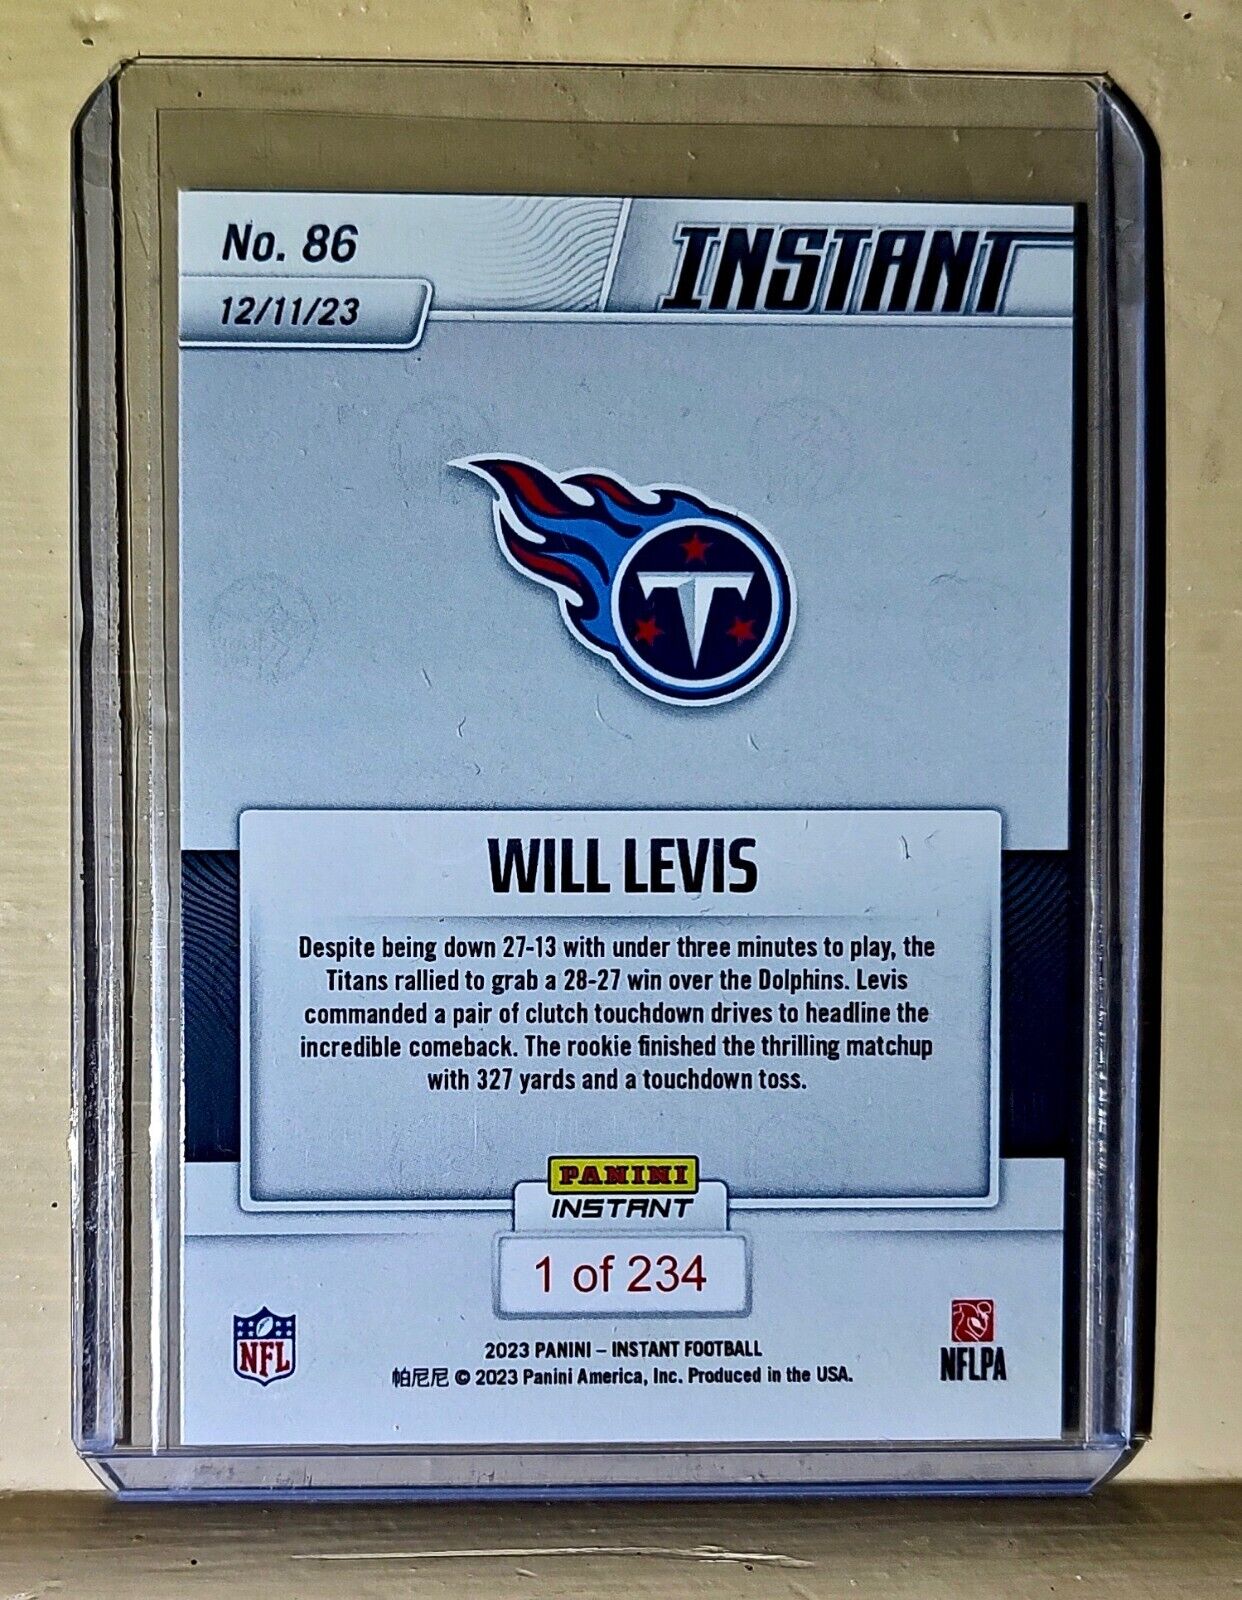 No. 86
INSTANT
12/11/23
T
WILL LEVIS
Despite being down 27-13 with under three minutes to play, the
Titans rallied to grab a 28-27 win over the Dolphins. Levis
commanded a pair of clutch touchdown drives to headline the
incredible comeback. The rookie finished the thrilling matchup
with 327 yards and a touchdown toss.
PANINI
INSTANT
1 of 234
NFL
NFLPA
2023 PANINI – INSTANT FOOTBALL
帕尼尼 © 2023 Panini America, Inc. Produced in the USA.